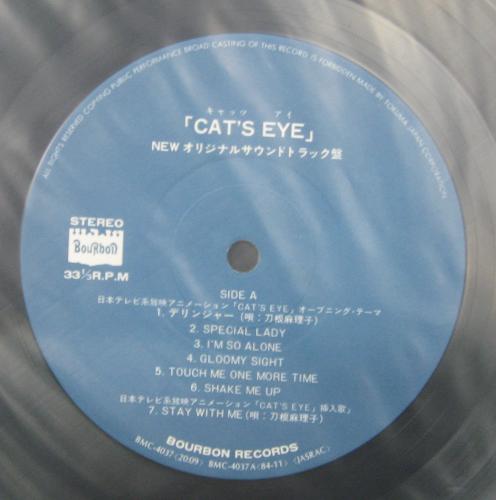 ALL RIGHTS RESERVED. COPYING PUBLIC PERFORMANCE BROAD CASTING OF THIS RECORD IS FORBIDDEN MADE BY TOKUMA JAPAN CORPORATION
キャッツ アイ
「CAT'S EYE」
NEW オリジナルサウンドトラック盤
STEREO
BOURBON
33⅓R.P.M
SIDE A
日本テレビ系放映アニメーション「CAT'S EYE」オープニング・テーマ
1. デリンジャー (唄:刀根麻理子)
2. SPECIAL LADY
3. I'M SO ALONE
4. GLOOMY SIGHT
5. TOUCH ME ONE MORE TIME
6. SHAKE ME UP
日本テレビ系放映アニメーション「CAT'S EYE」挿入歌
7. STAY WITH ME (唄:刀根麻理子)
BOURBON RECORDS
BMC-4037〈20:09〉 BMC-4037A〈84-11〉 〈JASRAC〉